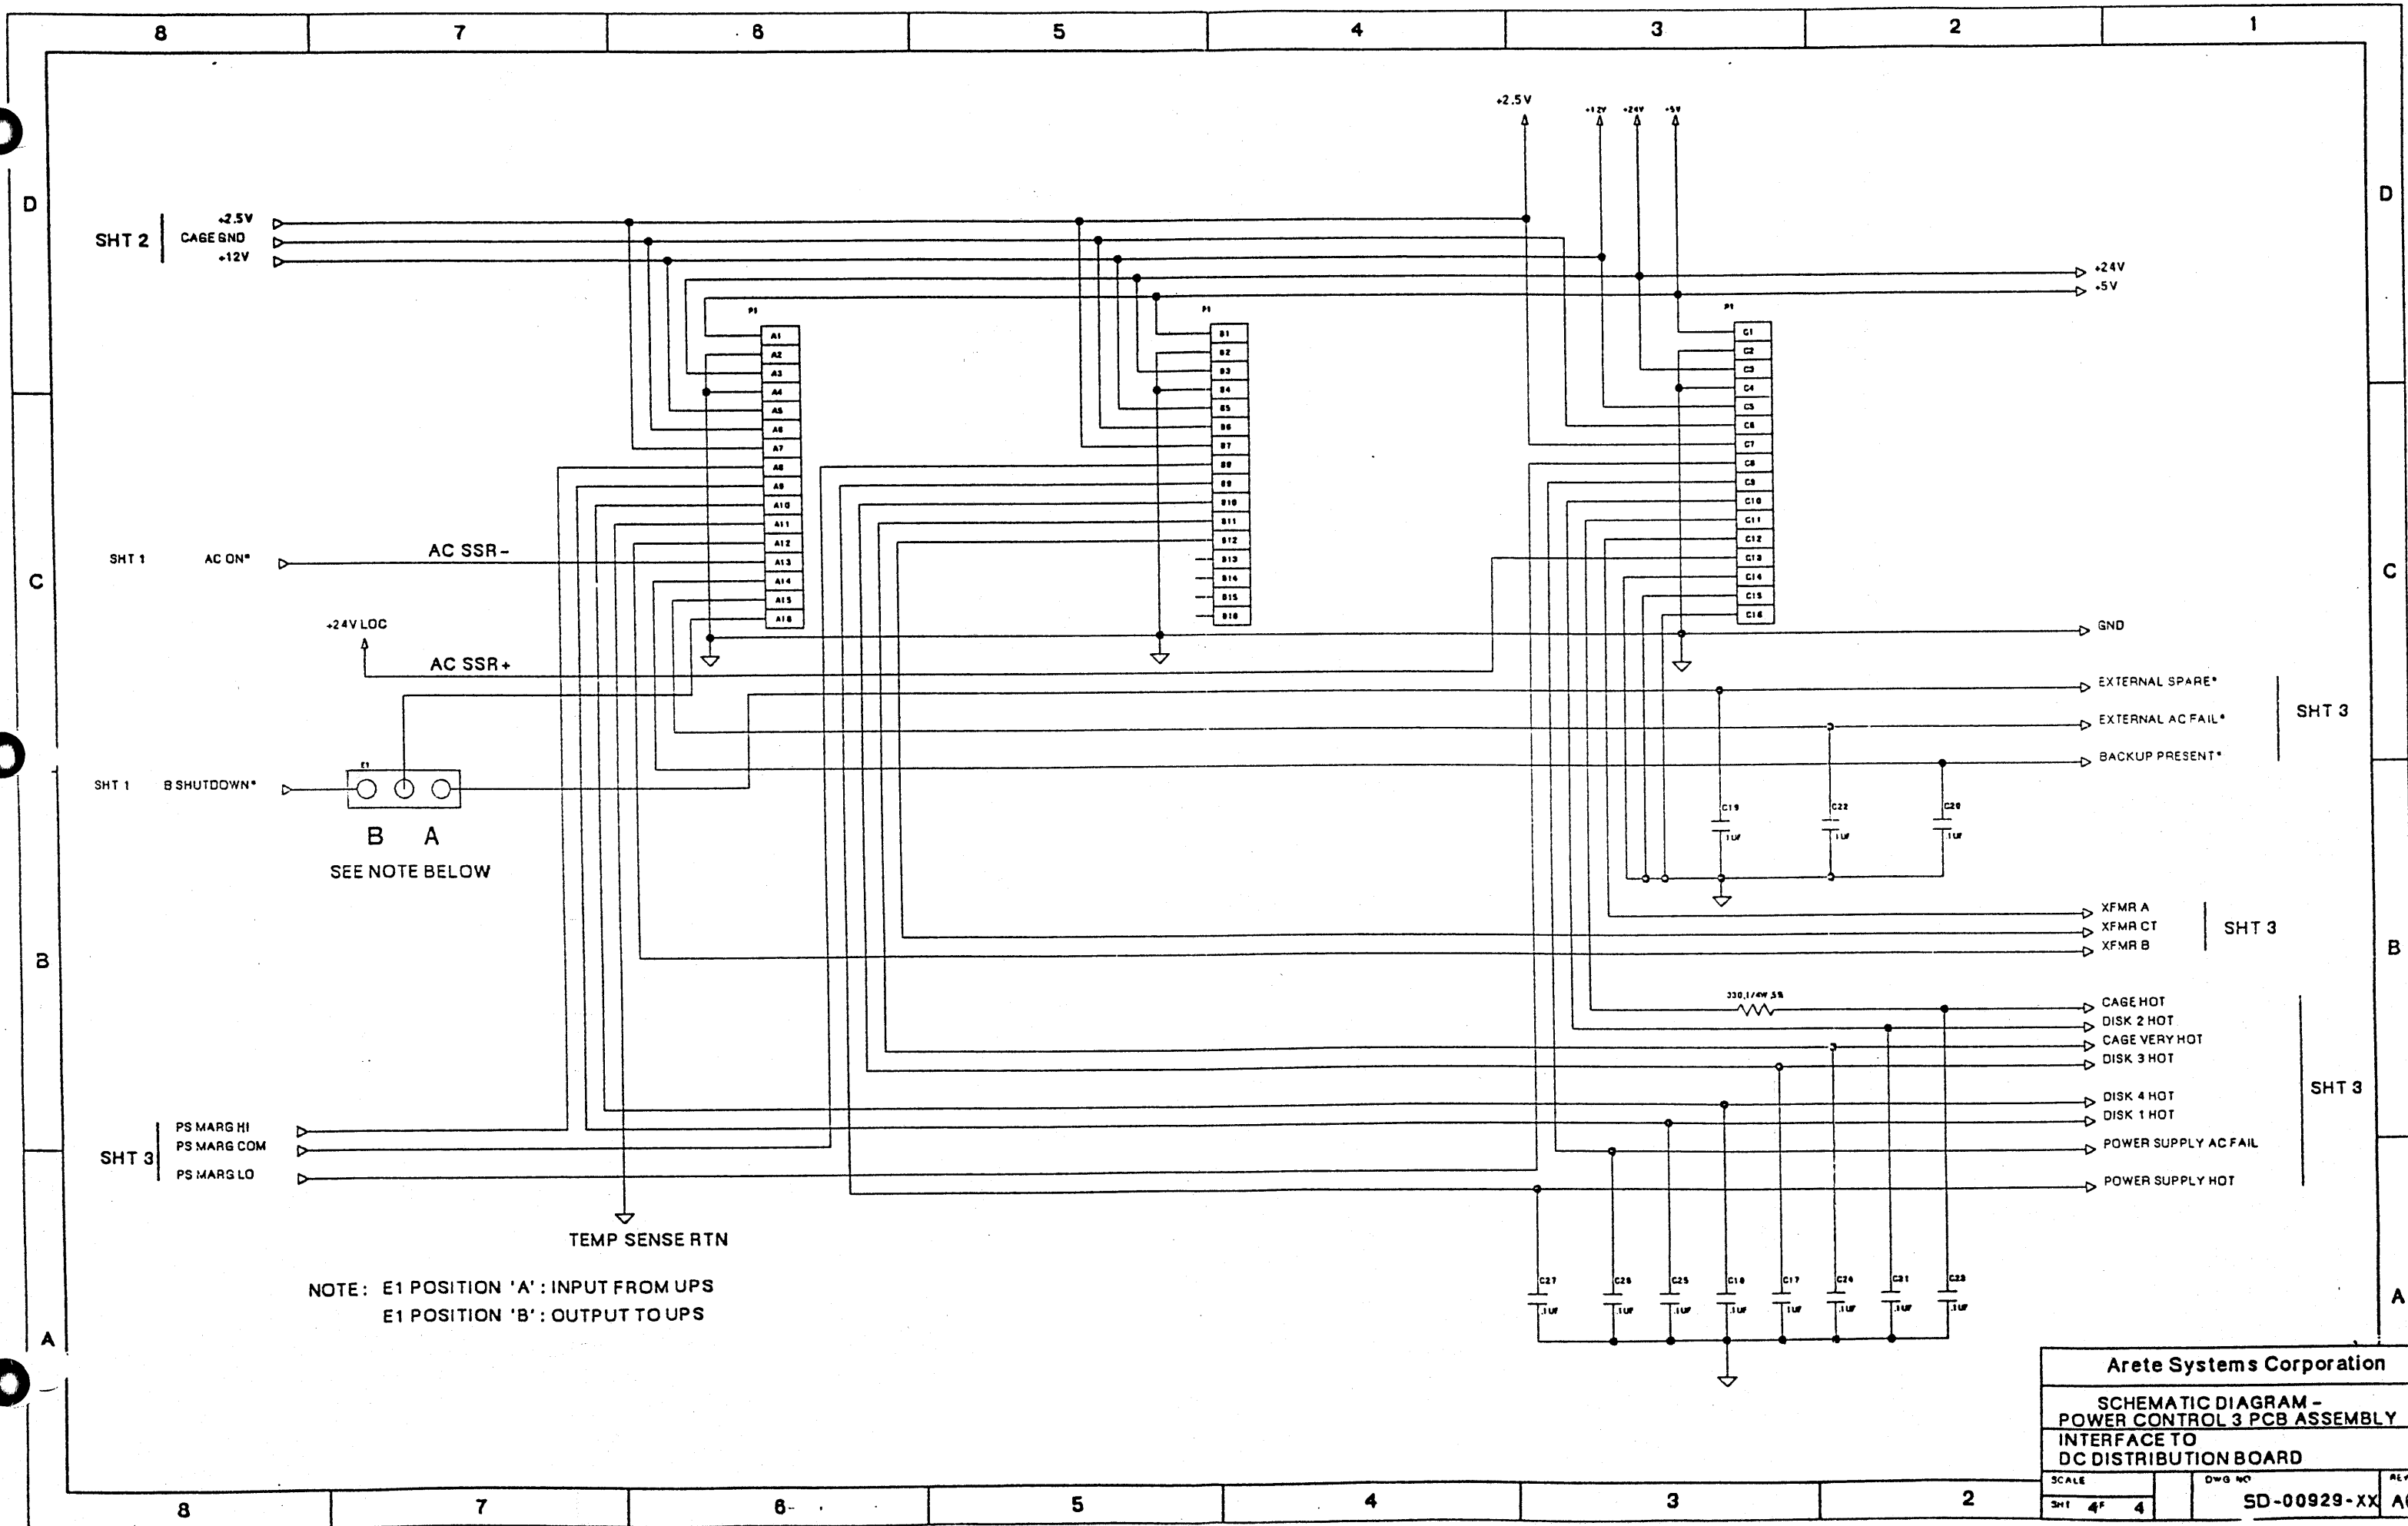 8 7 6 5 4 3 2 1
+2.5V +12V +24V +5V
D D
SHT 2
+2.5V
CAGE GND
+12V
+24V
+5V
P1 P1 P1
A1 B1 C1
A2 B2 C2
A3 B3 C3
A4 B4 C4
A5 B5 C5
A6 B6 C6
A7 B7 C7
A8 B8 C8
A9 B9 C9
A10 B10 C10
A11 B11 C11
A12 B12 C12
A13 B13 C13
A14 B14 C14
A15 B15 C15
A16 B16 C16
SHT 1 AC ON* AC SSR-
C C
+24V LOC
AC SSR+
GND
EXTERNAL SPARE*
EXTERNAL AC FAIL*
BACKUP PRESENT*
SHT 3
SHT 1 B SHUTDOWN*
E1
B A
SEE NOTE BELOW
C19 C22 C20
.1UF .1UF .1UF
XFMR A
XFMR CT
XFMR B
SHT 3
B B
330,1/4W,5%
CAGE HOT
DISK 2 HOT
CAGE VERY HOT
DISK 3 HOT
DISK 4 HOT
DISK 1 HOT
POWER SUPPLY AC FAIL
POWER SUPPLY HOT
SHT 3
SHT 3
PS MARG HI
PS MARG COM
PS MARG LO
TEMP SENSE RTN
NOTE: E1 POSITION 'A' : INPUT FROM UPS
E1 POSITION 'B' : OUTPUT TO UPS
C27 C26 C25 C18 C17 C24 C21 C23
.1UF .1UF .1UF .1UF .1UF .1UF .1UF .1UF
A A
Arete Systems Corporation
SCHEMATIC DIAGRAM -
POWER CONTROL 3 PCB ASSEMBLY
INTERFACE TO
DC DISTRIBUTION BOARD
SCALE DWG NO REV
SHT 4 F 4 SD-00929-XX
8 7 6 5 4 3 2